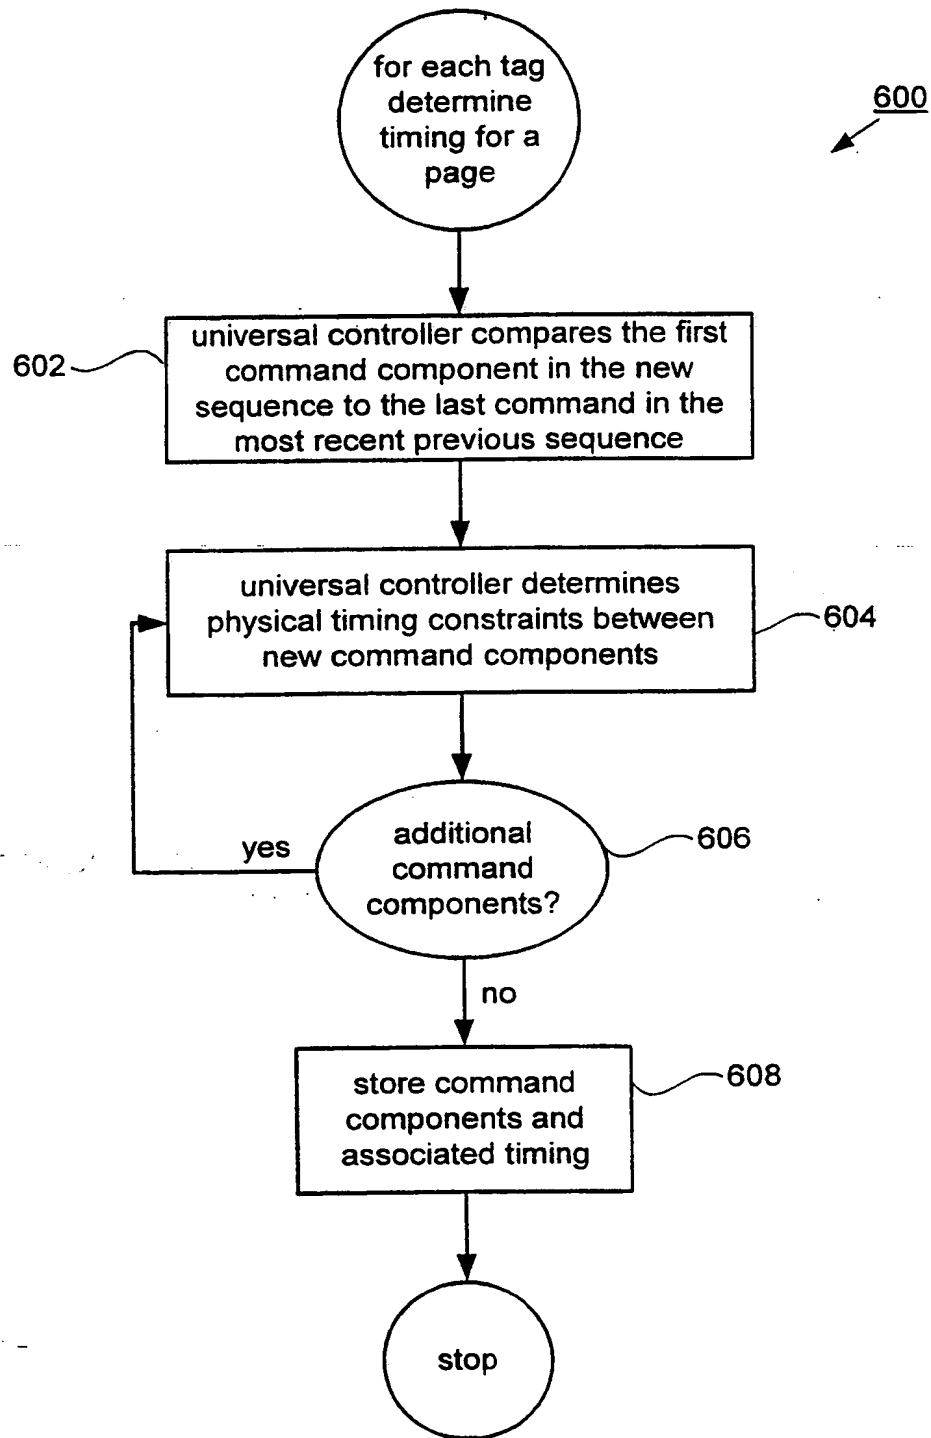 for each tag
determine
timing for a
page
600
universal controller compares the first
command component in the new
sequence to the last command in the
most recent previous sequence
602
universal controller determines
physical timing constraints between
new command components
604
additional
command
components?
606
yes
no
store command
components and
associated timing
608
stop